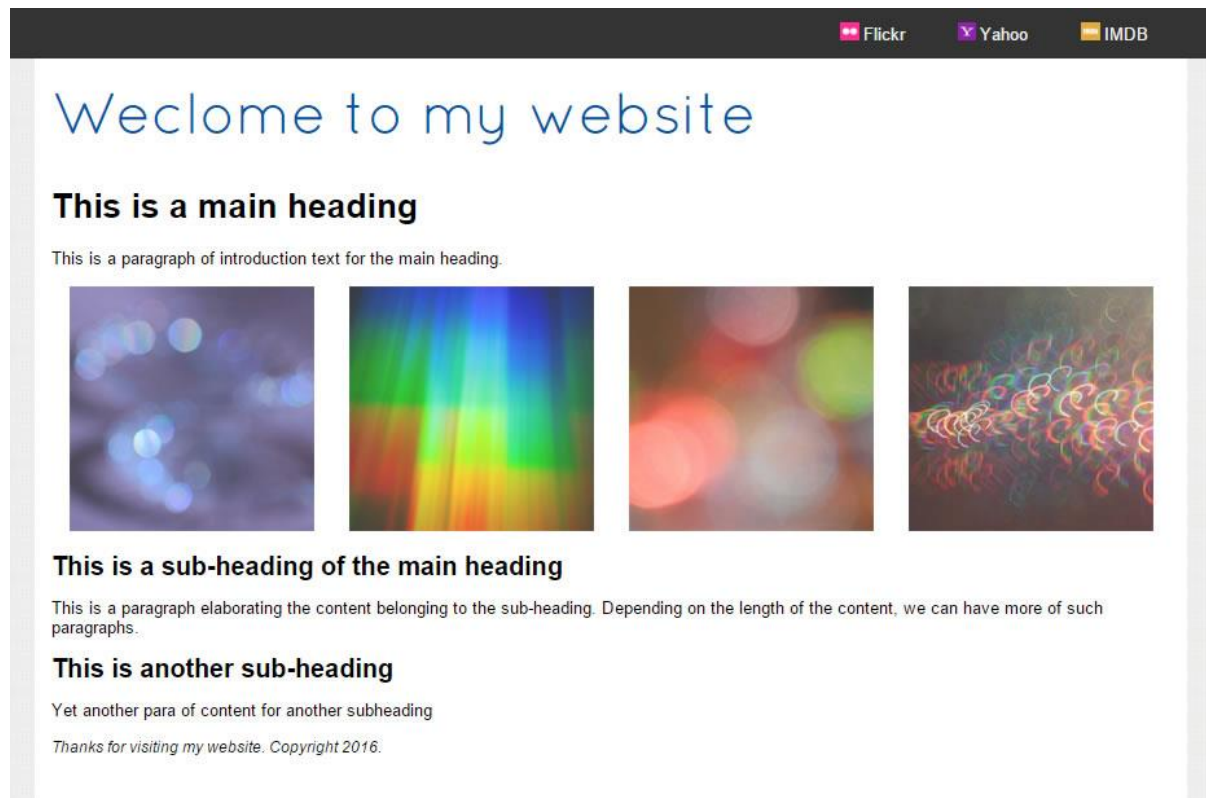 Flickr Yahoo IMDB
Weclome to my website
This is a main heading
This is a paragraph of introduction text for the main heading.
This is a sub-heading of the main heading
This is a paragraph elaborating the content belonging to the sub-heading. Depending on the length of the content, we can have more of such
paragraphs.
This is another sub-heading
Yet another para of content for another subheading
Thanks for visiting my website. Copyright 2016.